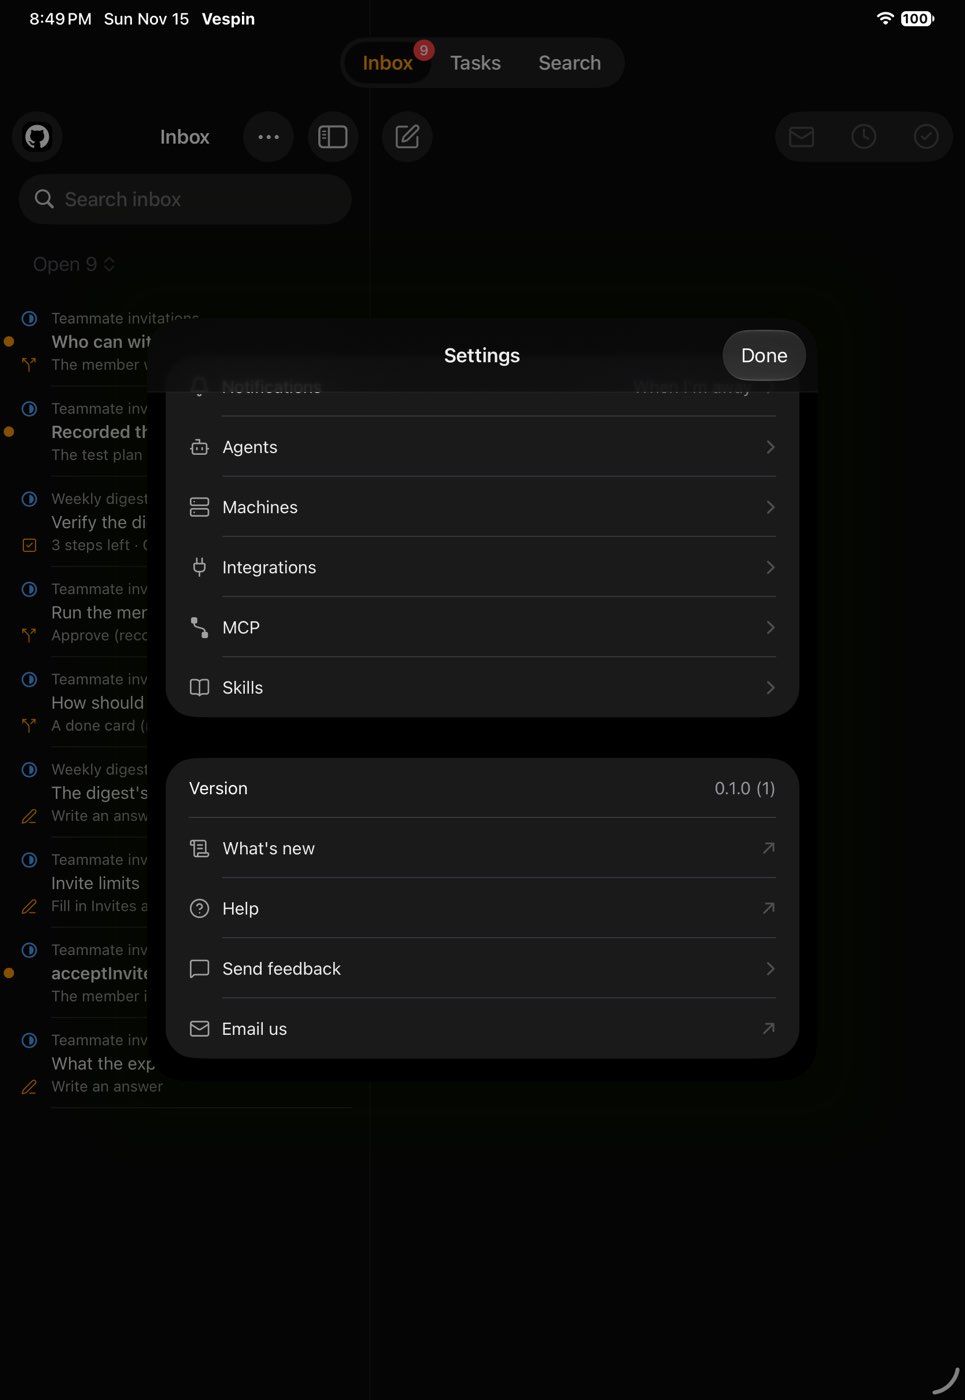 8:49 PM Sun Nov 15 Vespin
100
Inbox 9 Tasks Search
Inbox
Search inbox
Open 9
Teammate invitations
Who can wit
The member
Settings
Done
Notifications When I'm away
Agents
Machines
Integrations
MCP
Skills
Version 0.1.0 (1)
What's new
Help
Send feedback
Email us
Teammate inv
Recorded th
The test plan
Weekly digest
Verify the di
3 steps left ·
Teammate inv
Run the mer
Approve (reco
Teammate inv
How should
A done card
Weekly digest
The digest's
Write an answ
Teammate inv
Invite limits
Fill in Invites a
Teammate inv
acceptInvite
The member i
Teammate inv
What the exp
Write an answer